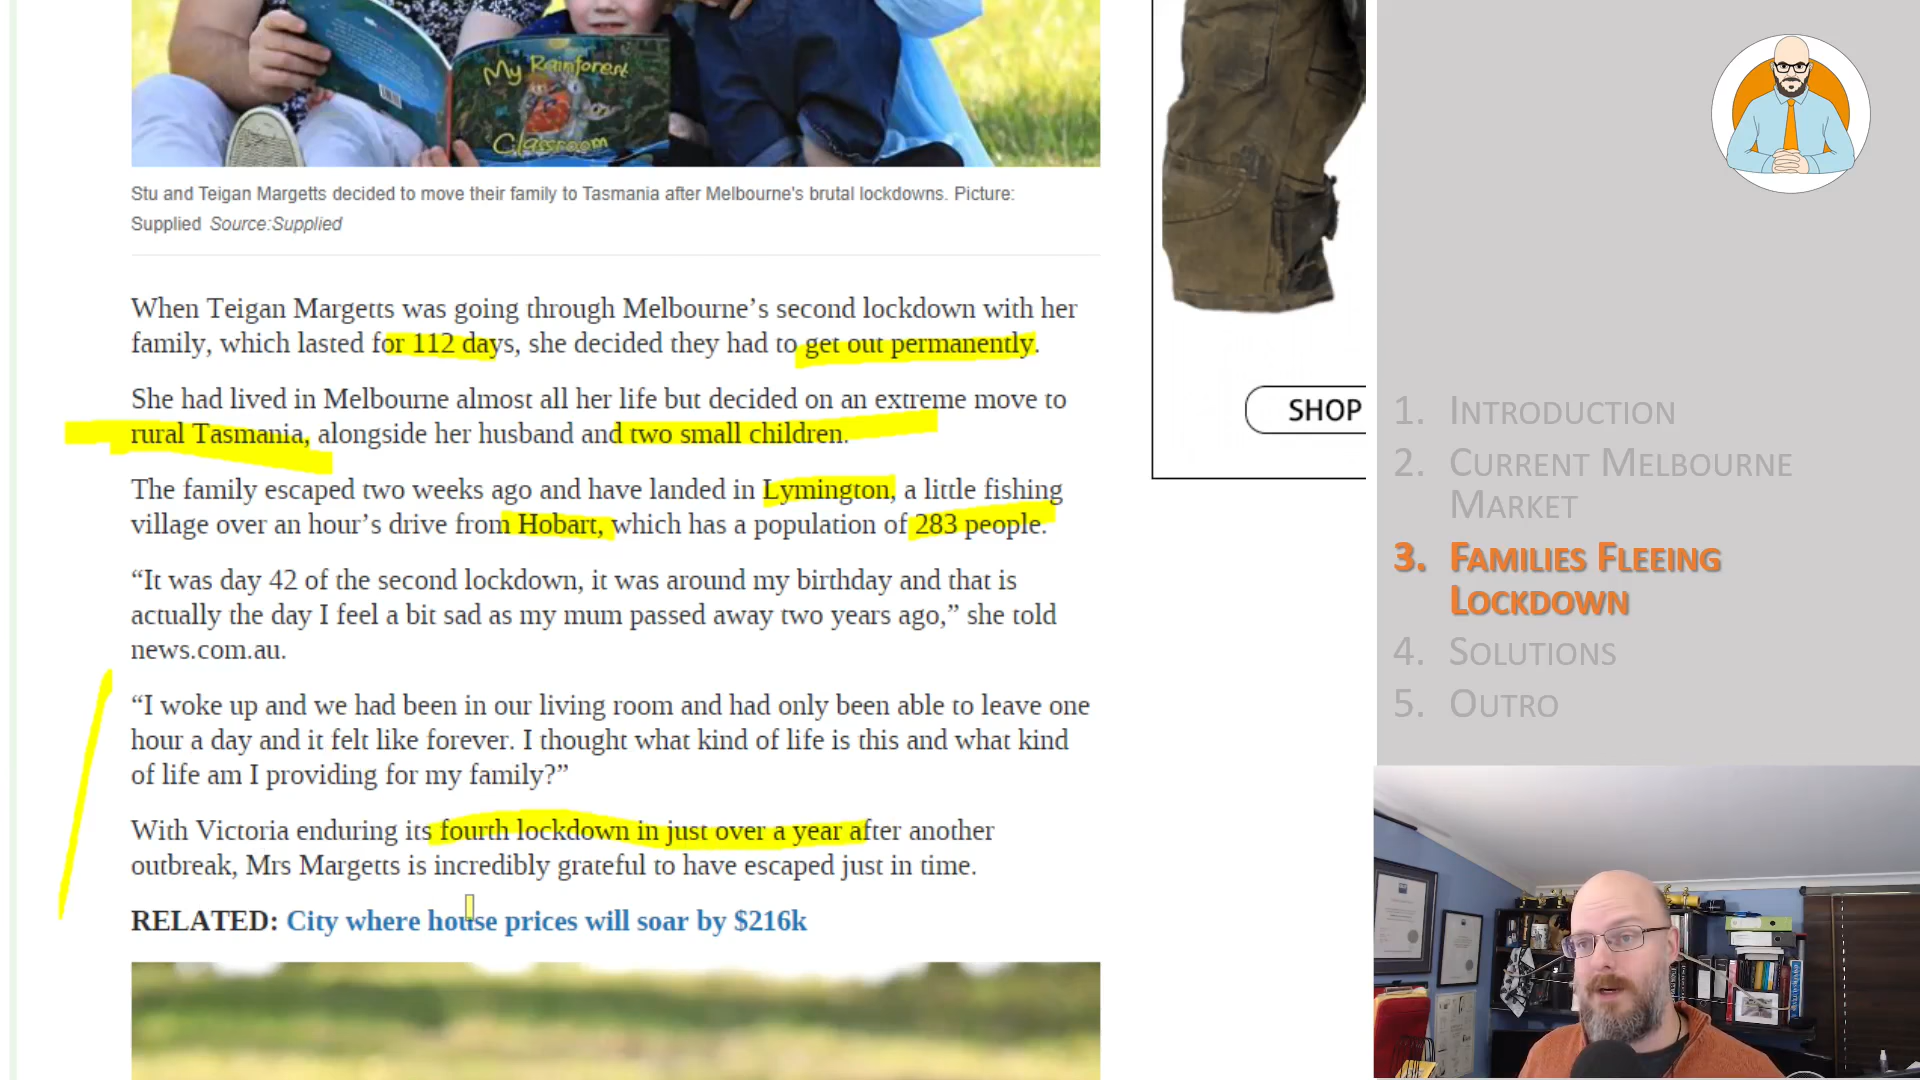 My Rainforest
Classroom
Stu and Teigan Margetts decided to move their family to Tasmania after Melbourne's brutal lockdowns. Picture:
Supplied Source:Supplied
When Teigan Margetts was going through Melbourne’s second lockdown with her
family, which lasted for 112 days, she decided they had to get out permanently.
She had lived in Melbourne almost all her life but decided on an extreme move to
rural Tasmania, alongside her husband and two small children.
The family escaped two weeks ago and have landed in Lymington, a little fishing
village over an hour’s drive from Hobart, which has a population of 283 people.
“It was day 42 of the second lockdown, it was around my birthday and that is
actually the day I feel a bit sad as my mum passed away two years ago,” she told
news.com.au.
“I woke up and we had been in our living room and had only been able to leave one
hour a day and it felt like forever. I thought what kind of life is this and what kind
of life am I providing for my family?”
With Victoria enduring its fourth lockdown in just over a year after another
outbreak, Mrs Margetts is incredibly grateful to have escaped just in time.
RELATED: City where house prices will soar by $216k
SHOP
1. INTRODUCTION
2. CURRENT MELBOURNE
MARKET
3. FAMILIES FLEEING
LOCKDOWN
4. SOLUTIONS
5. OUTRO